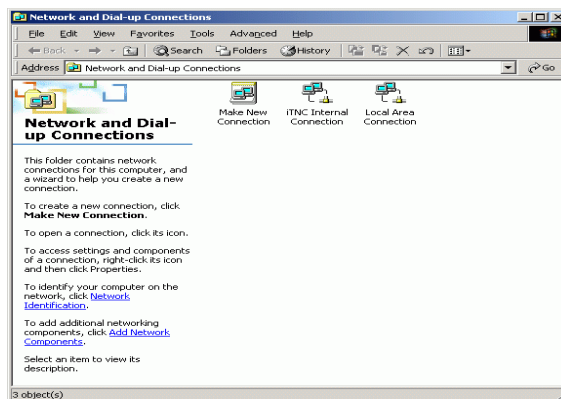 Network and Dial-up Connections
File Edit View Favorites Tools Advanced Help
Back Search Folders History
Address Network and Dial-up Connections Go
Network and Dial-
up Connections
This folder contains network
connections for this computer, and
a wizard to help you create a new
connection.
To create a new connection, click
Make New Connection.
To open a connection, click its icon.
To access settings and components
of a connection, right-click its icon
and then click Properties.
To identify your computer on the
network, click Network
Identification.
To add additional networking
components, click Add Network
Components.
Select an item to view its
description.
Make New
Connection
iTNC Internal
Connection
Local Area
Connection
3 object(s)